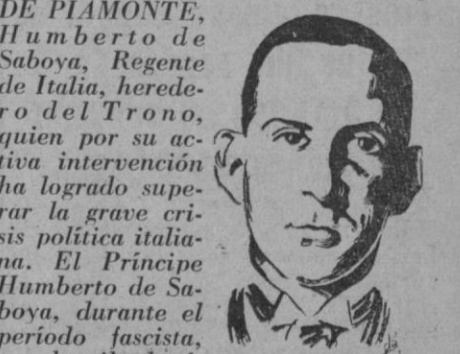 DE PIAMONTE,
Humberto de
Saboya, Regente
de Italia, herede-
ro del Trono,
quien por su ac-
tiva intervención
ha logrado supe-
rar la grave cri-
sis política italia-
na. El Príncipe
Humberto de Sa-
boya, durante el
período fascista,